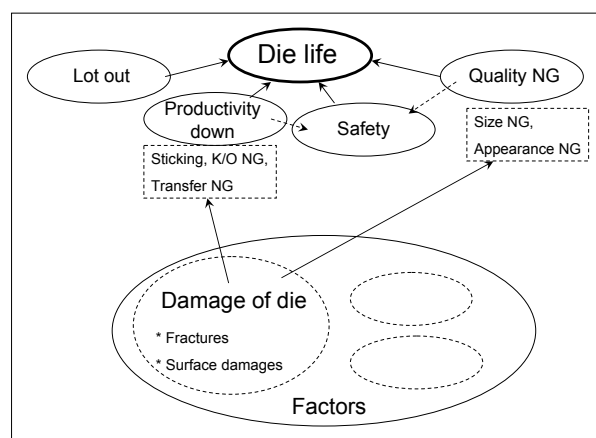 Die life
Lot out
Quality NG
Productivity
down
Safety
Size NG,
Appearance NG
Sticking, K/O NG,
Transfer NG
Damage of die
* Fractures
* Surface damages
Factors